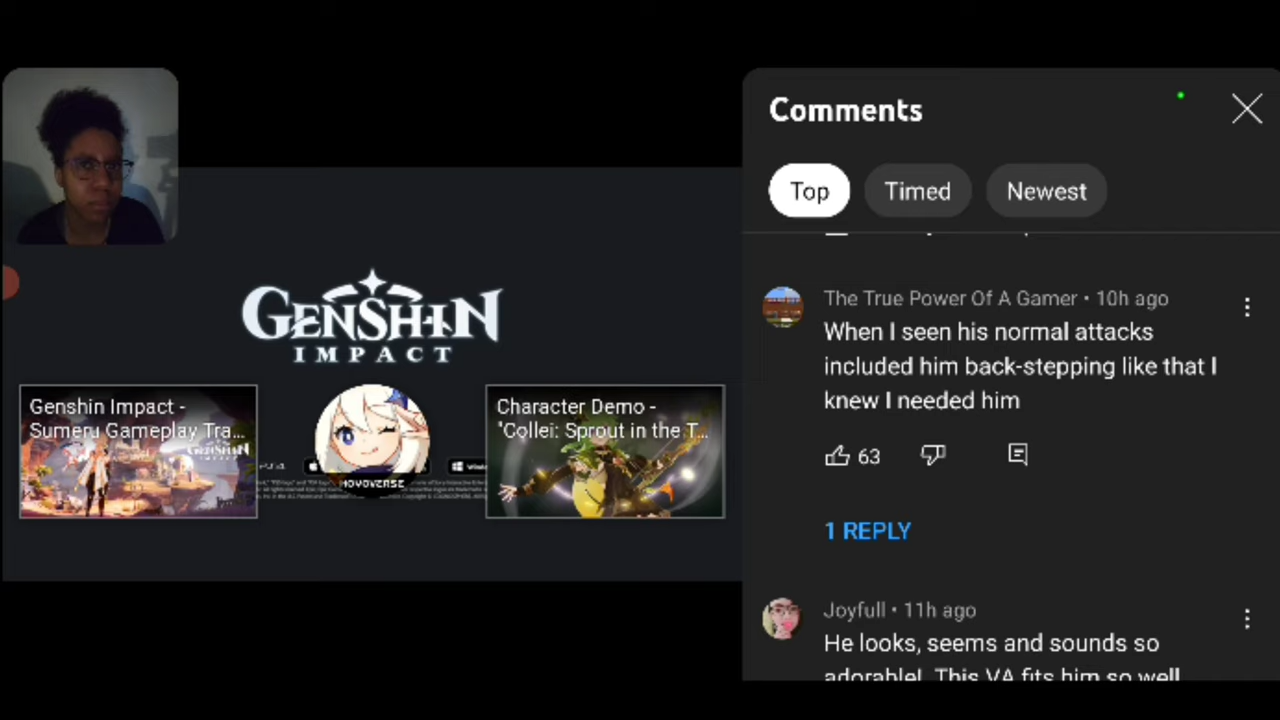 Comments
Top
Timed
Newest
The True Power Of A Gamer • 10h ago
When I seen his normal attacks
included him back-stepping like that I
knew I needed him
63
1 REPLY
Joyfull • 11h ago
He looks, seems and sounds so
adorable! This VA fits him so well
GENSHIN
IMPACT
Genshin Impact -
Sumeru Gameplay Tra...
GENSHIN
HOYOVERSE
Character Demo -
"Collei: Sprout in the T...